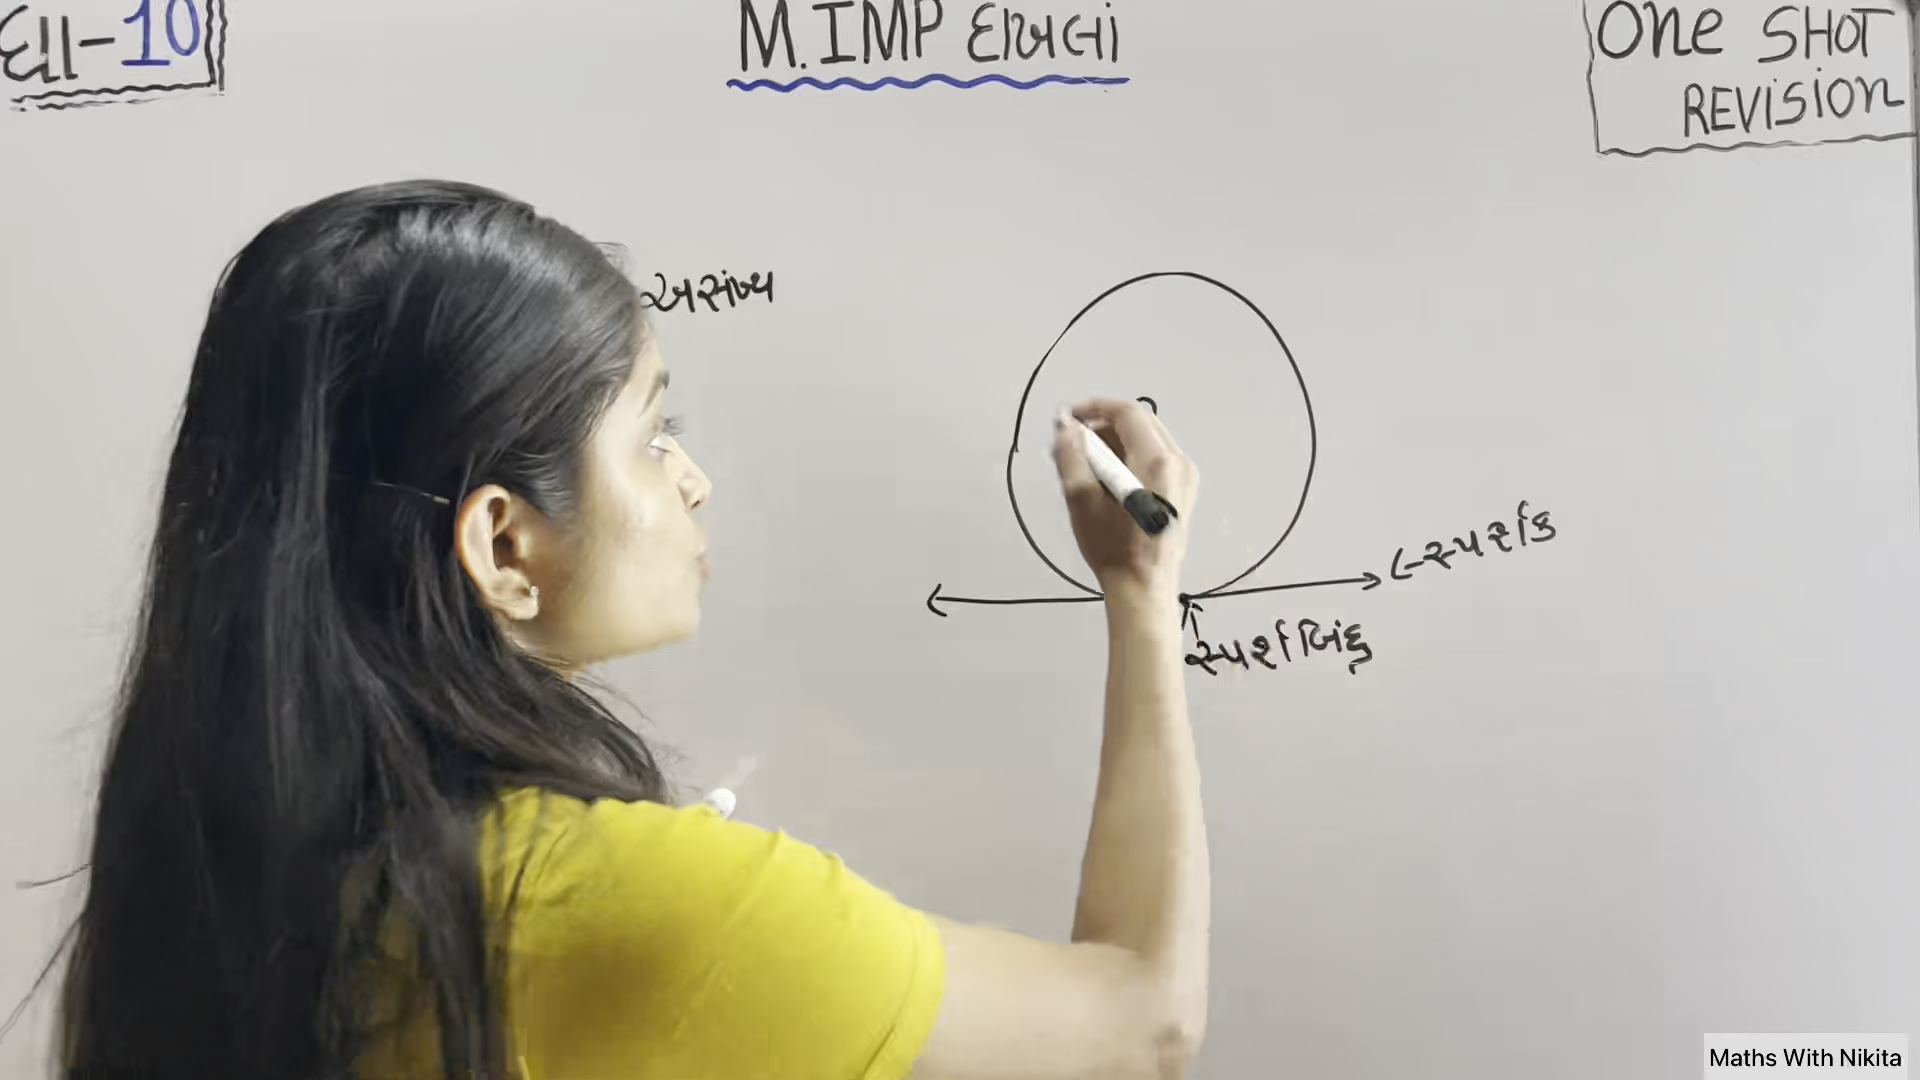 ધા-10
M. IMP દાખલાં
One SHOT
REVISION
અસંખ્ય
સ્પર્શક
સ્પર્શબિંદુ
Maths With Nikita